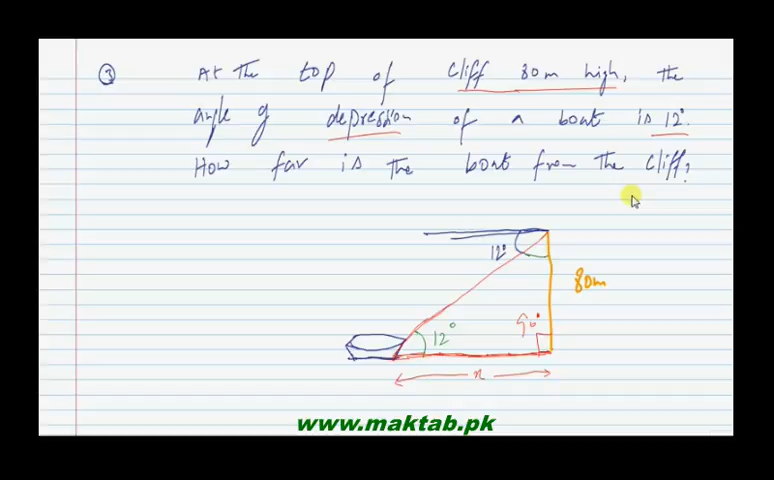 ③ At the top of cliff 80m high, the
angle of depression of a boat is 12°.
How far is the boat from the cliff?
12°
80m
12°
90°
x
www.maktab.pk